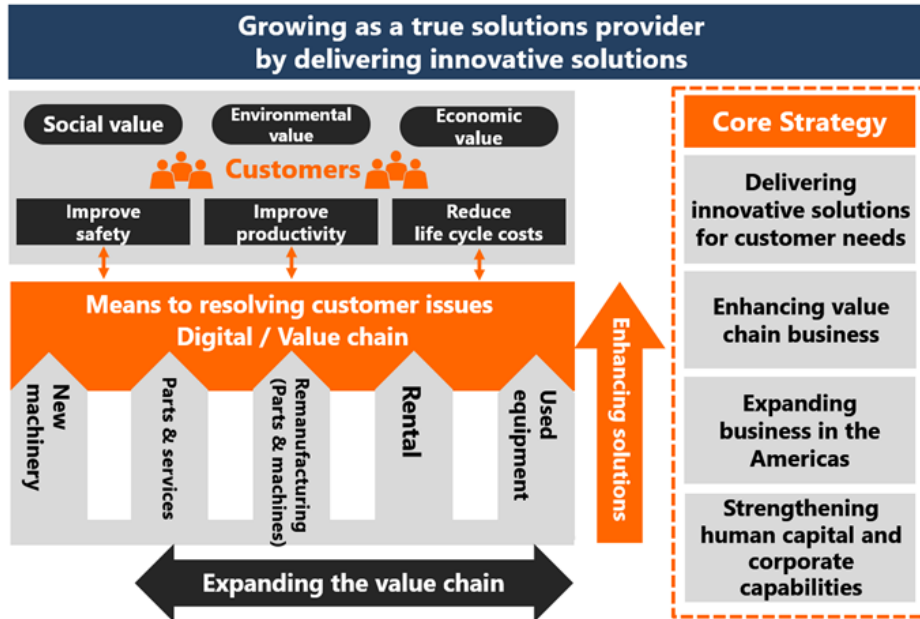 Growing as a true solutions provider
by delivering innovative solutions
Social value
Environmental
value
Economic
value
Customers
Improve
safety
Improve
productivity
Reduce
life cycle costs
Means to resolving customer issues
Digital / Value chain
New
machinery
Parts & services
Remanufacturing
(Parts & machines)
Rental
Used
equipment
Expanding the value chain
Enhancing solutions
Core Strategy
Delivering
innovative solutions
for customer needs
Enhancing value
chain business
Expanding
business in the
Americas
Strengthening
human capital and
corporate
capabilities